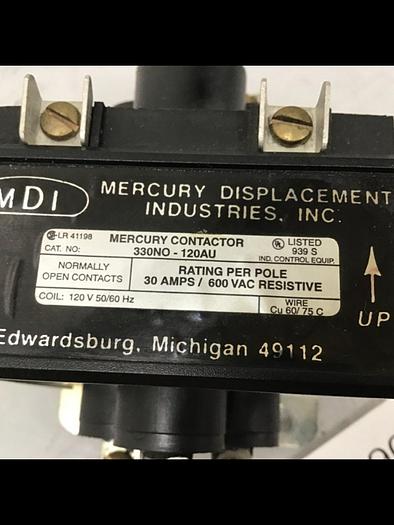 MDI
MERCURY DISPLACEMENT
INDUSTRIES, INC.
LR 41198
MERCURY CONTACTOR
CAT. NO: 330NO - 120AU
UL LISTED
939 S
IND. CONTROL EQUIP.
NORMALLY
OPEN CONTACTS
RATING PER POLE
30 AMPS / 600 VAC RESISTIVE
COIL: 120 V 50/60 Hz
WIRE
Cu 60/75 C
UP
Edwardsburg, Michigan 49112